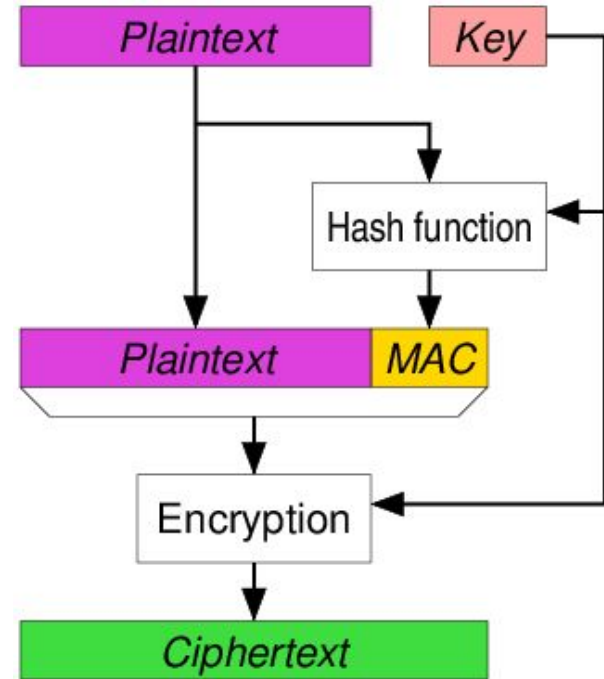 Plaintext
Key
Hash function
Plaintext
MAC
Encryption
Ciphertext